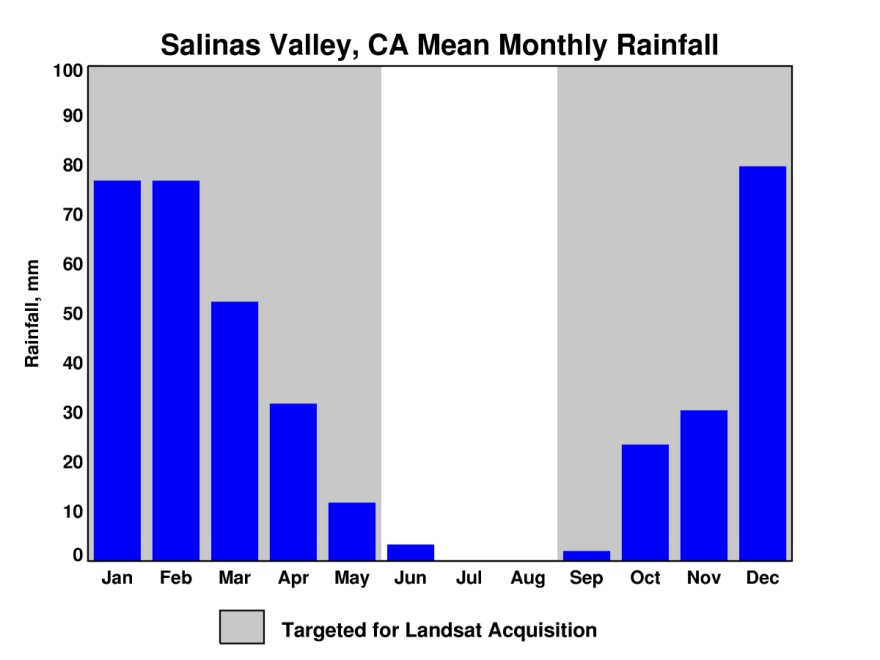 Salinas Valley, CA Mean Monthly Rainfall
100
90
80
70
60
50
40
30
20
10
0
Rainfall, mm
Jan Feb Mar Apr May Jun Jul Aug Sep Oct Nov Dec
Targeted for Landsat Acquisition